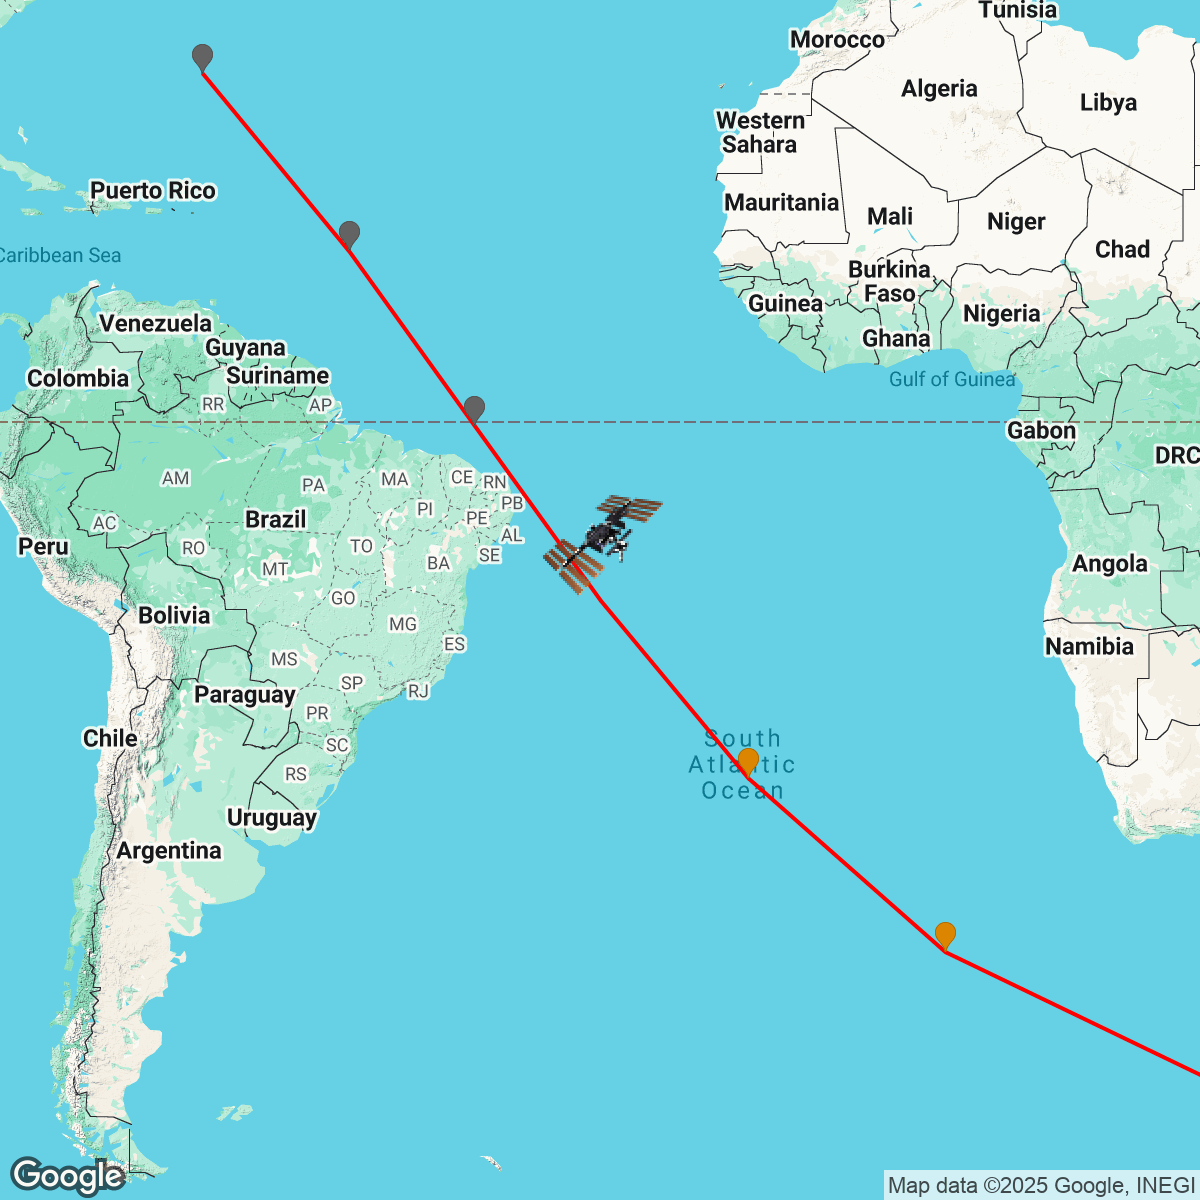 Tunisia
Morocco
Algeria
Libya
Western
Sahara
Puerto Rico
Mauritania
Mali
Niger
Chad
Caribbean Sea
Burkina
Faso
Guinea
Nigeria
Venezuela
Ghana
Guyana
Suriname
Colombia
Gulf of Guinea
RR
AP
Gabon
DRC
AM
PA
MA
CE
RN
PI
PB
Brazil
PE
AC
AL
Peru
RO
TO
SE
BA
MT
Angola
GO
Bolivia
MG
ES
Namibia
MS
SP
RJ
Paraguay
PR
Chile
SC
South
Atlantic
Ocean
RS
Uruguay
Argentina
Google
Map data ©2025 Google, INEGI